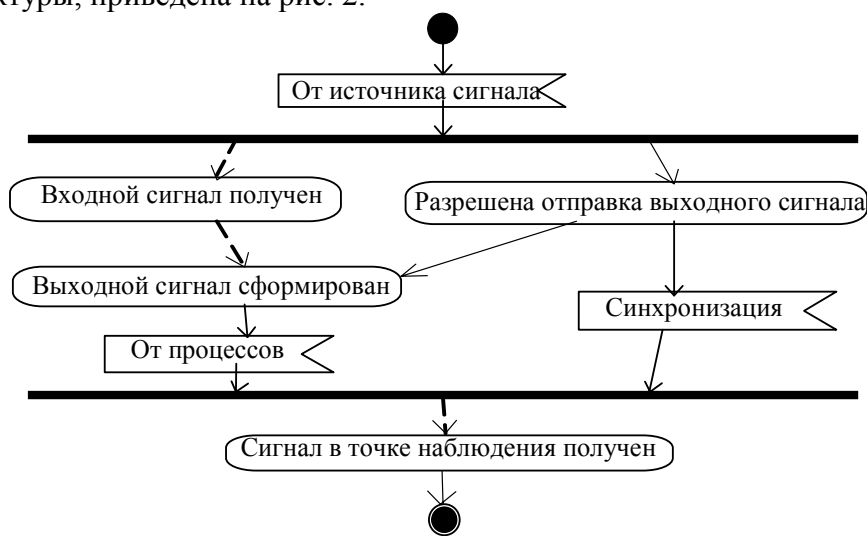 ктуры, приведена на рис. 2.
От источника сигнала
Входной сигнал получен
Разрешена отправка выходного сигнала
Выходной сигнал сформирован
Синхронизация
От процессов
Сигнал в точке наблюдения получен